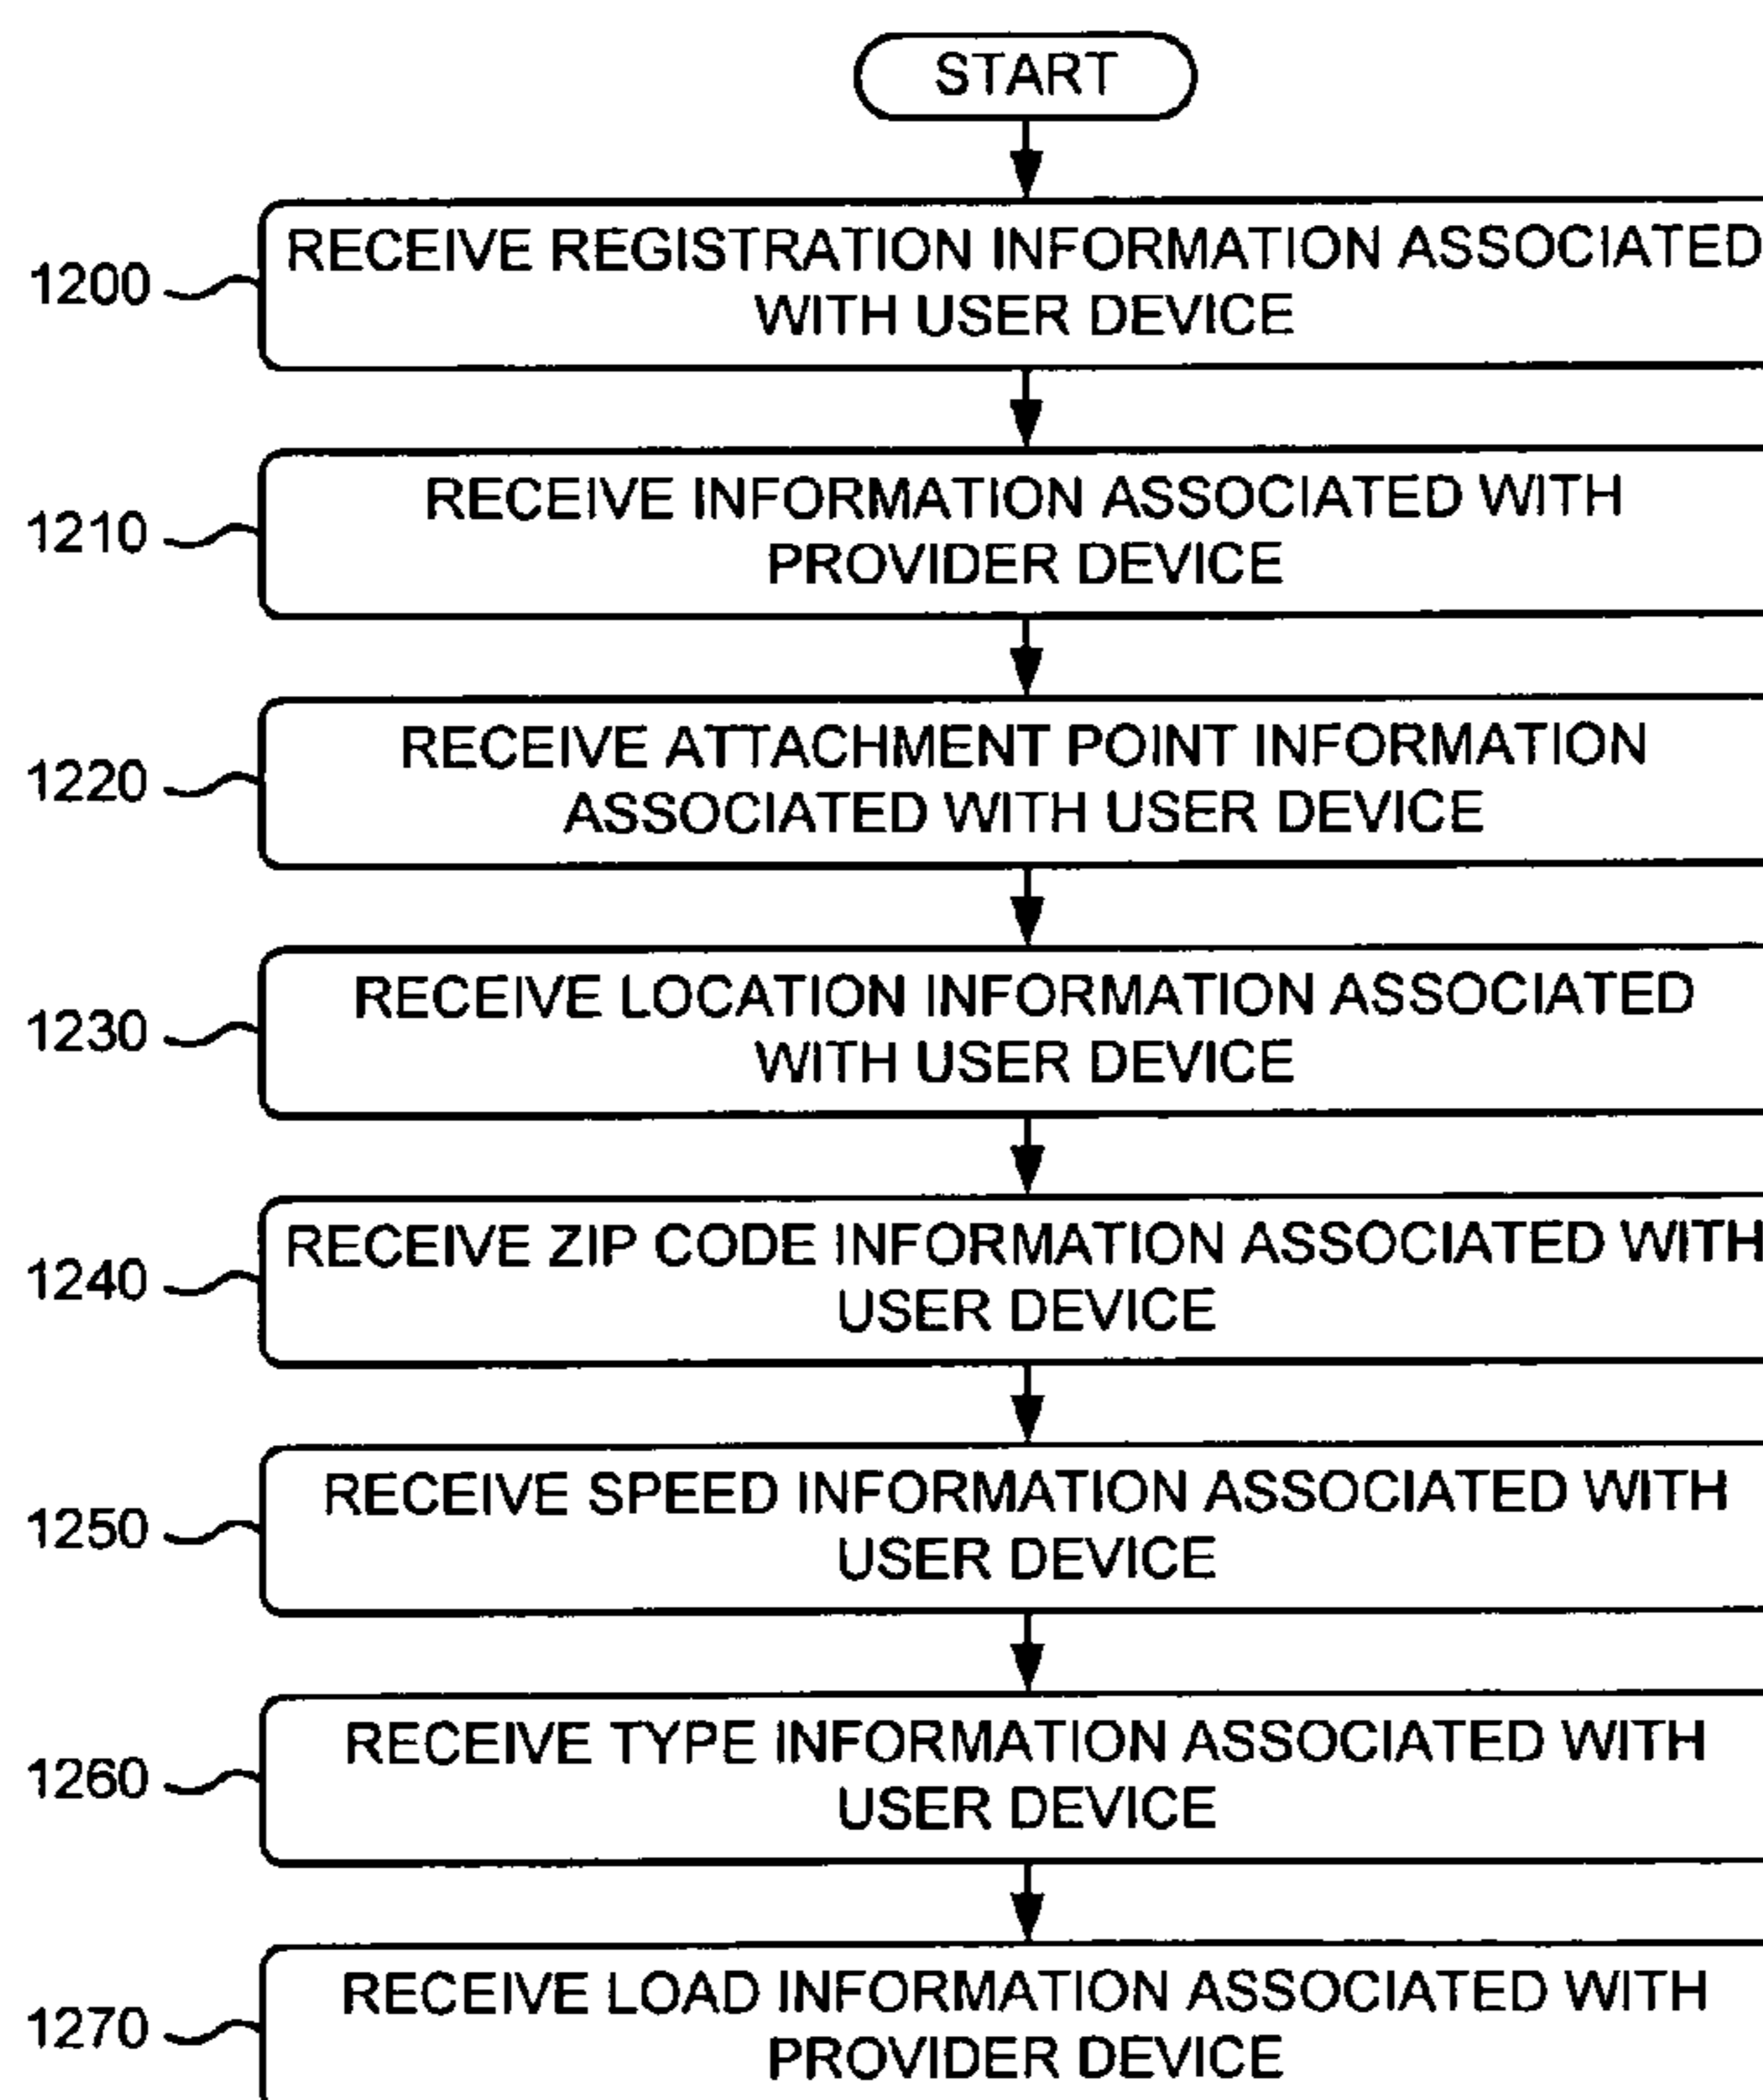 START
1200
RECEIVE REGISTRATION INFORMATION ASSOCIATED
WITH USER DEVICE
1210
RECEIVE INFORMATION ASSOCIATED WITH
PROVIDER DEVICE
1220
RECEIVE ATTACHMENT POINT INFORMATION
ASSOCIATED WITH USER DEVICE
1230
RECEIVE LOCATION INFORMATION ASSOCIATED
WITH USER DEVICE
1240
RECEIVE ZIP CODE INFORMATION ASSOCIATED WITH
USER DEVICE
1250
RECEIVE SPEED INFORMATION ASSOCIATED WITH
USER DEVICE
1260
RECEIVE TYPE INFORMATION ASSOCIATED WITH
USER DEVICE
1270
RECEIVE LOAD INFORMATION ASSOCIATED WITH
PROVIDER DEVICE